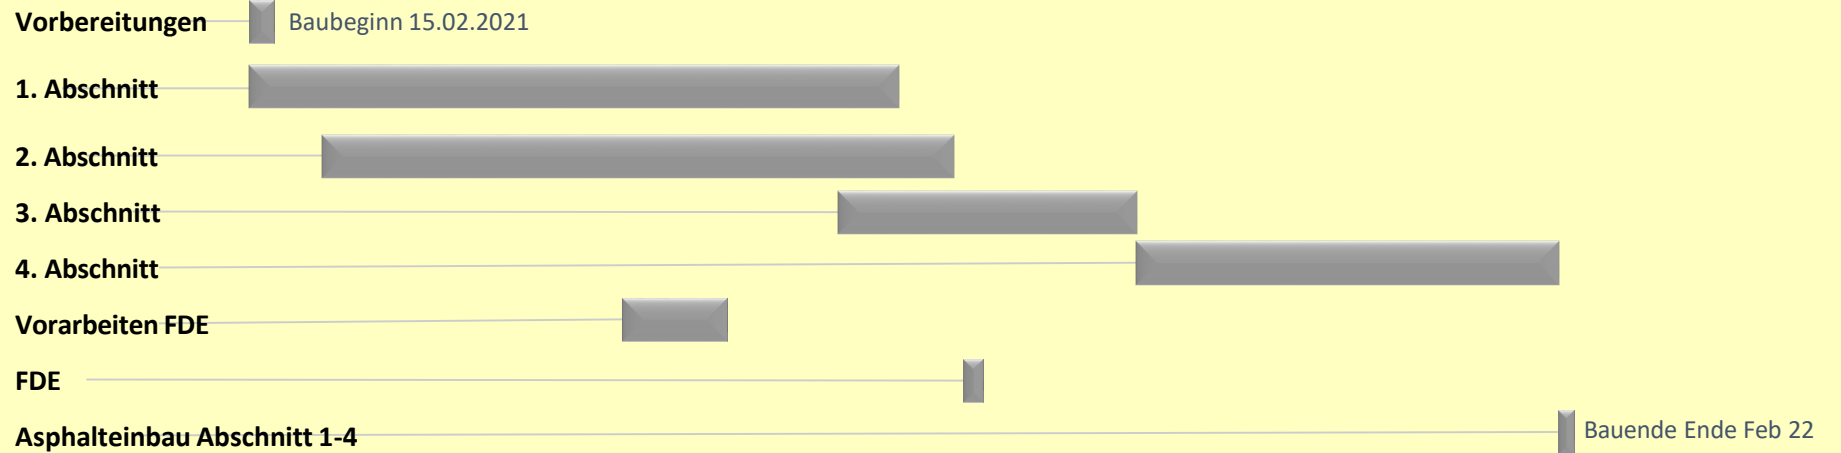 Vorbereitungen Baubeginn 15.02.2021
1. Abschnitt
2. Abschnitt
3. Abschnitt
4. Abschnitt
Vorarbeiten FDE
FDE
Asphalteinbau Abschnitt 1-4 Bauende Ende Feb 22